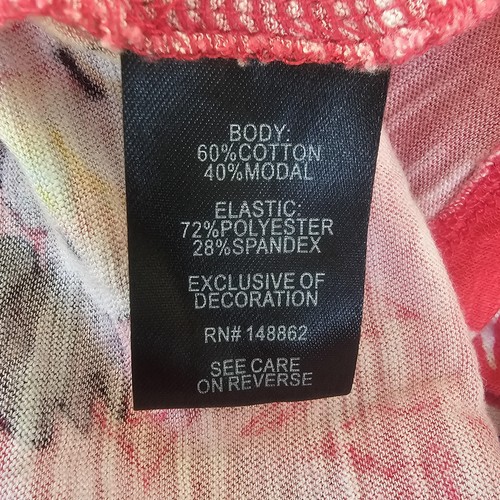 BODY:
60%COTTON
40%MODAL
ELASTIC:
72%POLYESTER
28%SPANDEX
EXCLUSIVE OF
DECORATION
RN# 148862
SEE CARE
ON REVERSE